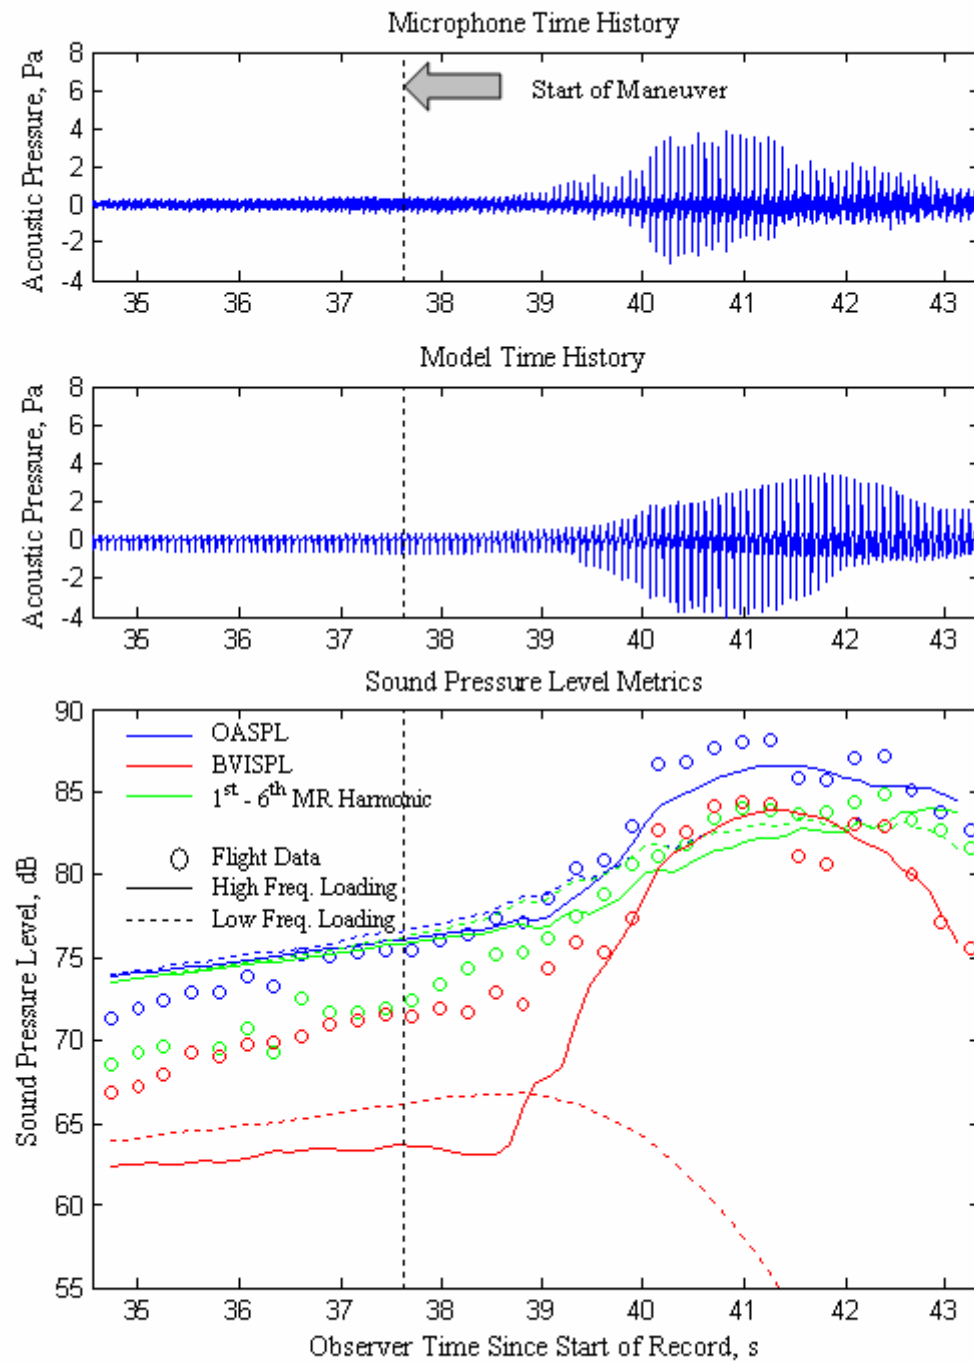 Microphone Time History
8
6
4
2
0
-2
-4
Acoustic Pressure, Pa
Start of Maneuver
35 36 37 38 39 40 41 42 43
Model Time History
8
6
4
2
0
-2
-4
Acoustic Pressure, Pa
35 36 37 38 39 40 41 42 43
Sound Pressure Level Metrics
90
85
80
75
70
65
60
55
Sound Pressure Level, dB
OASPL
BVISPL
1st - 6th MR Harmonic
Flight Data
High Freq. Loading
Low Freq. Loading
35 36 37 38 39 40 41 42 43
Observer Time Since Start of Record, s